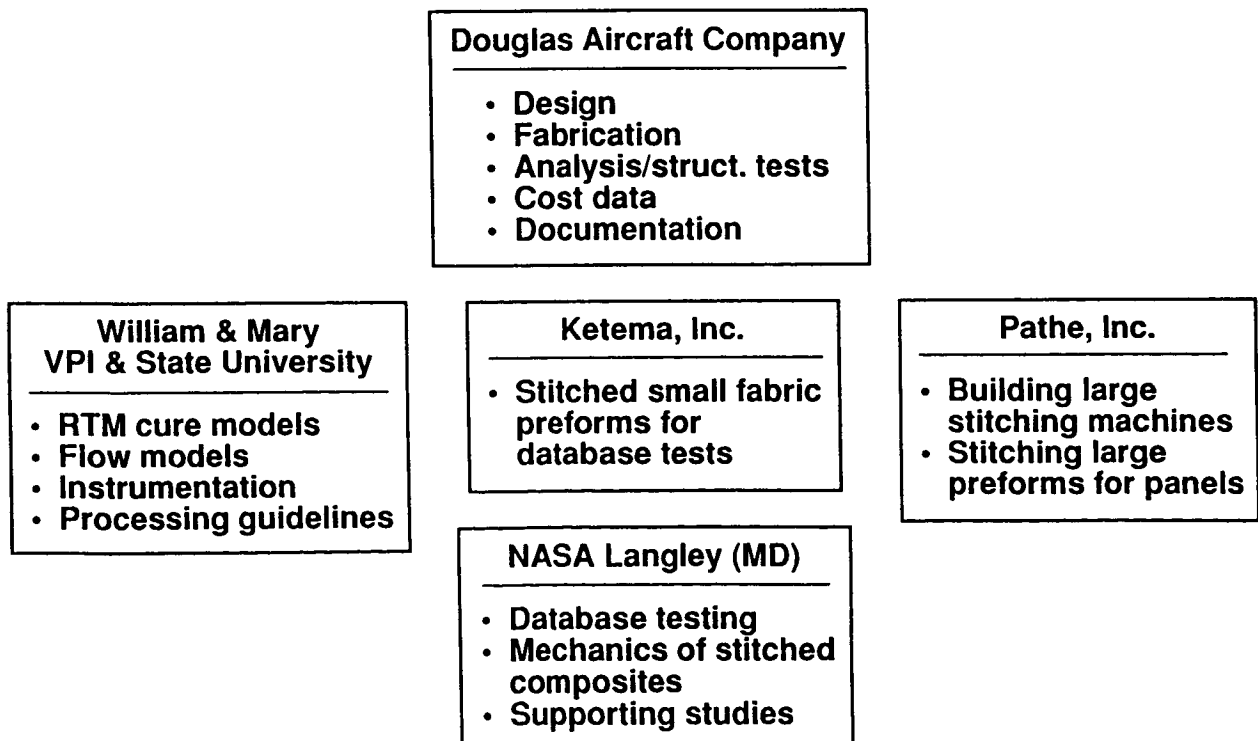 Douglas Aircraft Company
• Design
• Fabrication
• Analysis/struct. tests
• Cost data
• Documentation
William & Mary
VPI & State University
• RTM cure models
• Flow models
• Instrumentation
• Processing guidelines
Ketema, Inc.
• Stitched small fabric
preforms for
database tests
Pathe, Inc.
• Building large
stitching machines
• Stitching large
preforms for panels
NASA Langley (MD)
• Database testing
• Mechanics of stitched
composites
• Supporting studies